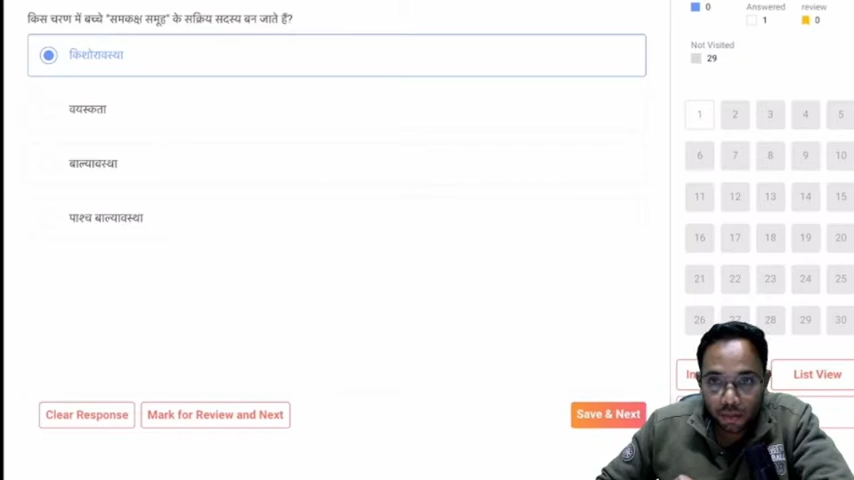 किस चरण में बच्चे "समकक्ष समूह" के सक्रिय सदस्य बन जाते हैं?
किशोरावस्था
वयस्कता
बाल्यावस्था
पाश्च बाल्यावस्था
Clear Response
Mark for Review and Next
Save & Next
0
Answered
1
review
0
Not Visited
29
1 2 3 4 5
6 7 8 9 10
11 12 13 14 15
16 17 18 19 20
21 22 23 24 25
26 27 28 29 30
List View